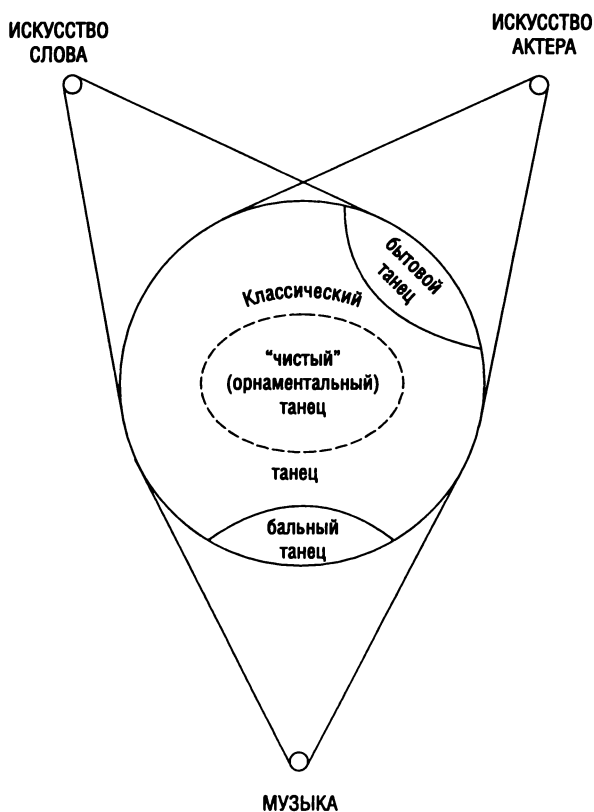 ИСКУССТВО
СЛОВА
ИСКУССТВО
АКТЕРА
бытовой
танец
Классический
“чистый”
(орнаментальный)
танец
танец
бальный
танец
МУЗЫКА